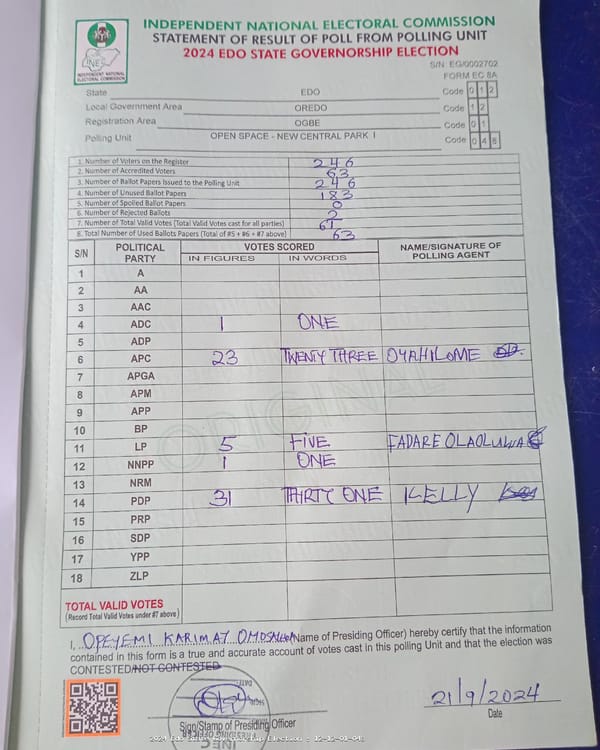 INDEPENDENT NATIONAL ELECTORAL COMMISSION
STATEMENT OF RESULT OF POLL FROM POLLING UNIT
2024 EDO STATE GOVERNORSHIP ELECTION
INEC
INDEPENDENT NATIONAL ELECTORAL COMMISSION
S/N EG/0002702
FORM EC 8A
State EDO Code 0 1 2
Local Government Area OREDO Code 1 2
Registration Area OGBE Code 0 1
Polling Unit OPEN SPACE - NEW CENTRAL PARK I Code 0 4 8
1. Number of Voters on the Register 246
2. Number of Accredited Voters 63
3. Number of Ballot Papers Issued to the Polling Unit 246
4. Number of Unused Ballot Papers 183
5. Number of Spoiled Ballot Papers 0
6. Number of Rejected Ballots 2
7. Number of Total Valid Votes (Total Valid Votes cast for all parties) 61
8. Total Number of Used Ballots Papers (Total of #5 + #6 + #7 above) 63
S/N POLITICAL PARTY VOTES SCORED NAME/SIGNATURE OF POLLING AGENT
IN FIGURES IN WORDS
1 A
2 AA
3 AAC
4 ADC 1 ONE
5 ADP
6 APC 23 TWENTY THREE OYAHILOME
7 APGA
8 APM
9 APP
10 BP
11 LP 5 FIVE FADARE OLAOLUWA
12 NNPP 1 ONE
13 NRM
14 PDP 31 THIRTY ONE KELLY
15 PRP
16 SDP
17 YPP
18 ZLP
ORIGINAL
TOTAL VALID VOTES
(Record Total Valid Votes under #7 above)
I, OPEYEMI KARIMAT (Name of Presiding Officer) hereby certify that the information
contained in this form is a true and accurate account of votes cast in this polling Unit and that the election was
CONTESTED/NOT CONTESTED
21/9/2024
Sign/Stamp of Presiding Officer
Date
DATE
SIGN
PRESIDING OFFICER
INEC